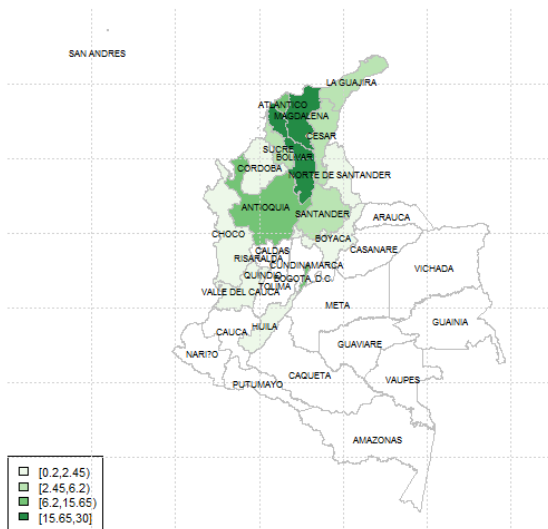 SAN ANDRES
LA GUAJIRA
ATLANTICO
MAGDALENA
CESAR
SUCRE
BOLIVAR
CORDOBA
NORTE DE SANTANDER
ANTIOQUIA
SANTANDER
ARAUCA
CHOCO
BOYACA
CALDAS
CASANARE
RISARALDA
CUNDINAMARCA
VICHADA
QUINDIO
BOGOTA, D.C.
TOLIMA
VALLE DEL CAUCA
META
GUAINIA
HUILA
CAUCA
GUAVIARE
NARI?O
CAQUETA
VAUPES
PUTUMAYO
AMAZONAS
[0.2,2.45)
[2.45,6.2)
[6.2,15.65)
[15.65,30]